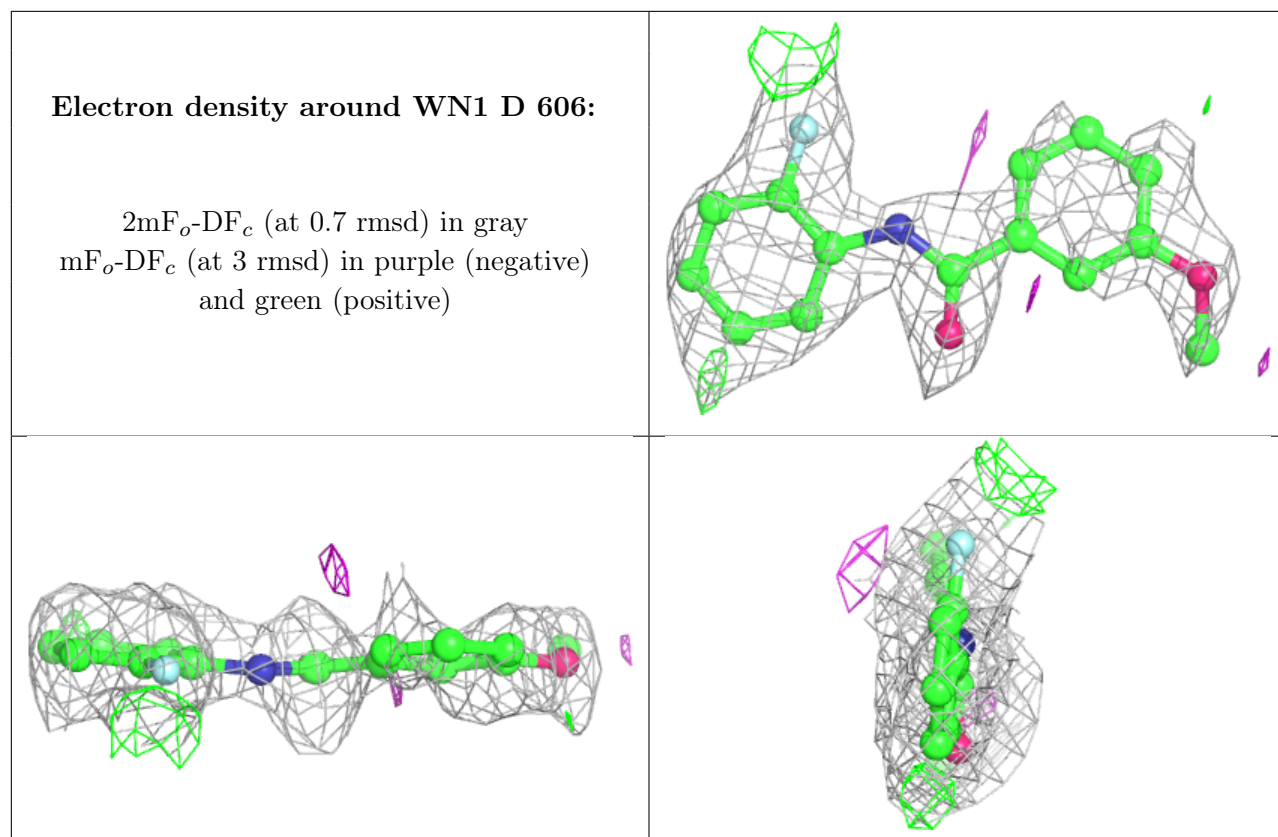 Electron density around WN1 D 606:
2mFo-DFc (at 0.7 rmsd) in gray
mFo-DFc (at 3 rmsd) in purple (negative)
and green (positive)